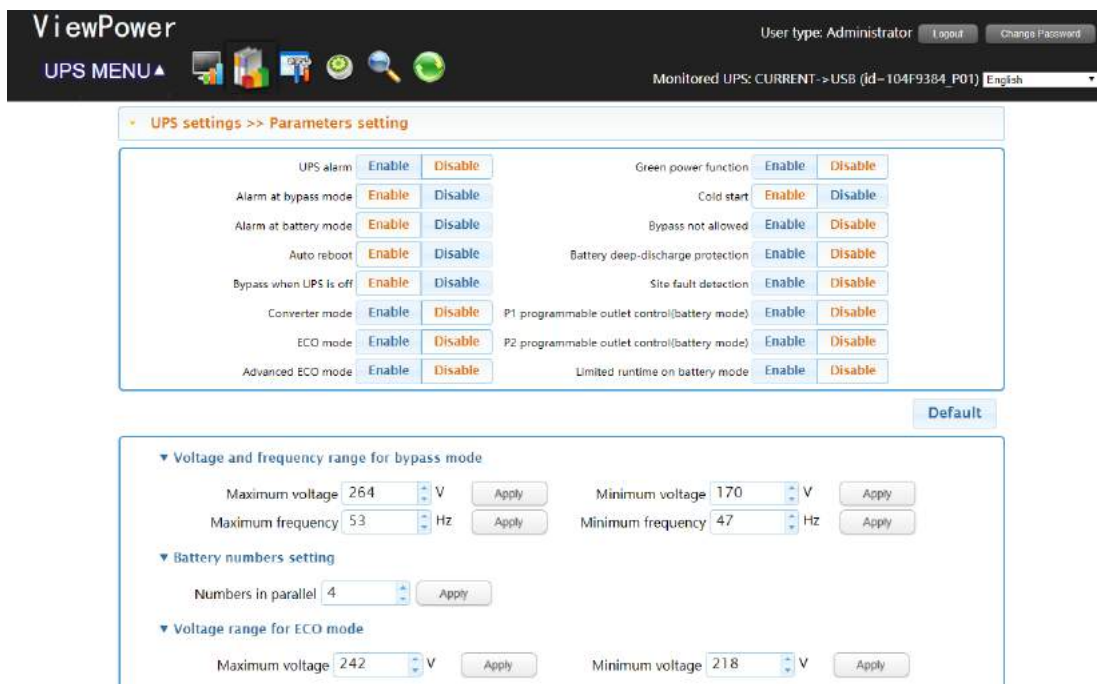 ViewPower
User type: Administrator Logout Change Password
UPS MENU▲
Monitored UPS: CURRENT->USB (id-104F9384_P01) English
UPS settings >> Parameters setting
UPS alarm Enable Disable Green power function Enable Disable
Alarm at bypass mode Enable Disable Cold start Enable Disable
Alarm at battery mode Enable Disable Bypass not allowed Enable Disable
Auto reboot Enable Disable Battery deep-discharge protection Enable Disable
Bypass when UPS is off Enable Disable Site fault detection Enable Disable
Converter mode Enable Disable P1 programmable outlet control(battery mode) Enable Disable
ECO mode Enable Disable P2 programmable outlet control(battery mode) Enable Disable
Advanced ECO mode Enable Disable Limited runtime on battery mode Enable Disable
Default
▼ Voltage and frequency range for bypass mode
Maximum voltage 264 V Apply Minimum voltage 170 V Apply
Maximum frequency 53 Hz Apply Minimum frequency 47 Hz Apply
▼ Battery numbers setting
Numbers in parallel 4 Apply
▼ Voltage range for ECO mode
Maximum voltage 242 V Apply Minimum voltage 218 V Apply